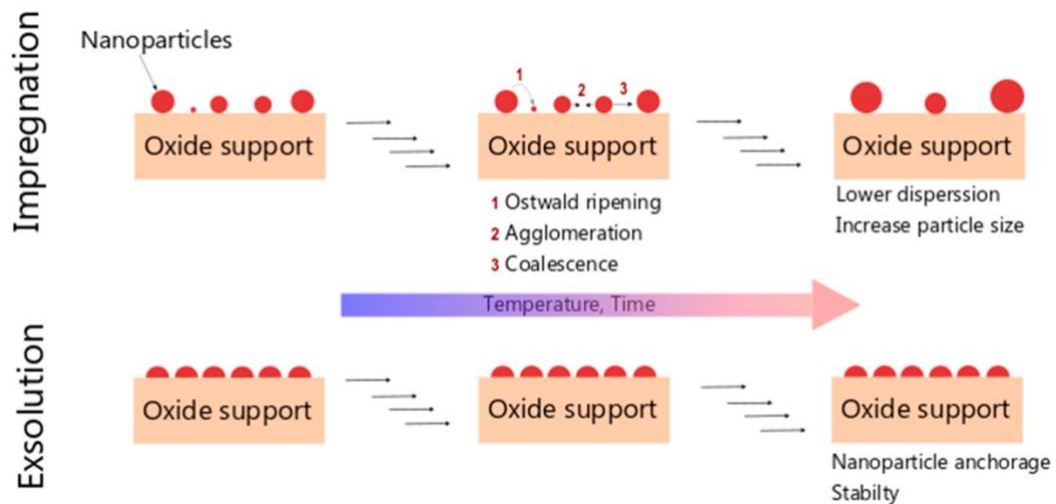 Impregnation
Nanoparticles
1
2
3
Oxide support
Oxide support
Oxide support
1 Ostwald ripening
2 Agglomeration
3 Coalescence
Lower disperssion
Increase particle size
Temperature, Time
Exsolution
Oxide support
Oxide support
Oxide support
Nanoparticle anchorage
Stabilty